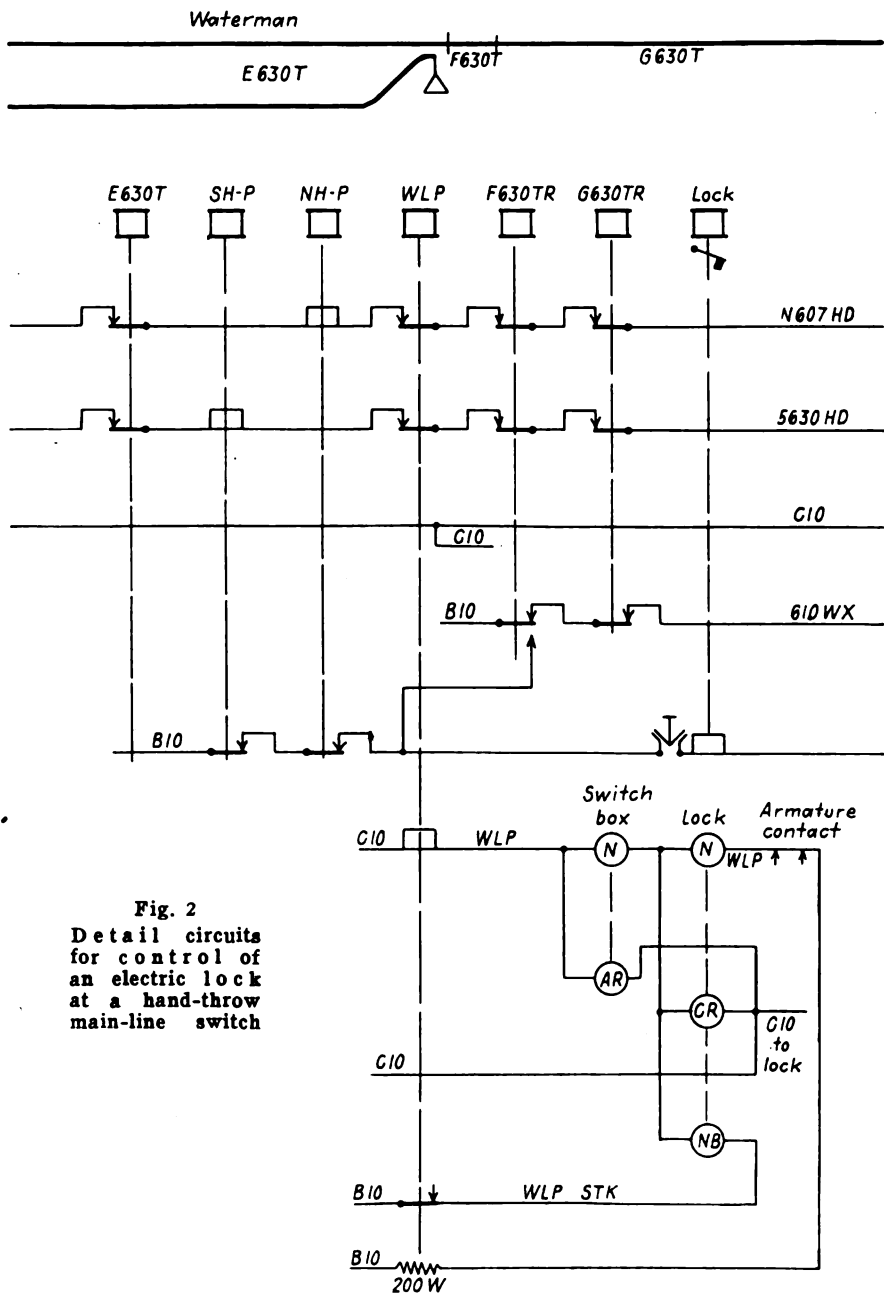 Waterman
E630T
F630T
G630T
E630T SH-P NH-P WLP F630TR G630TR Lock
N607HD
5630HD
C10
C10
B10
61DWX
B10
Switch box
Lock
Armature contact
C10
WLP
N
N
WLP
AR
CR
C10 to lock
C10
NB
B10
WLP STK
B10
200 W
Fig. 2
Detail circuits
for control of
an electric lock
at a hand-throw
main-line switch